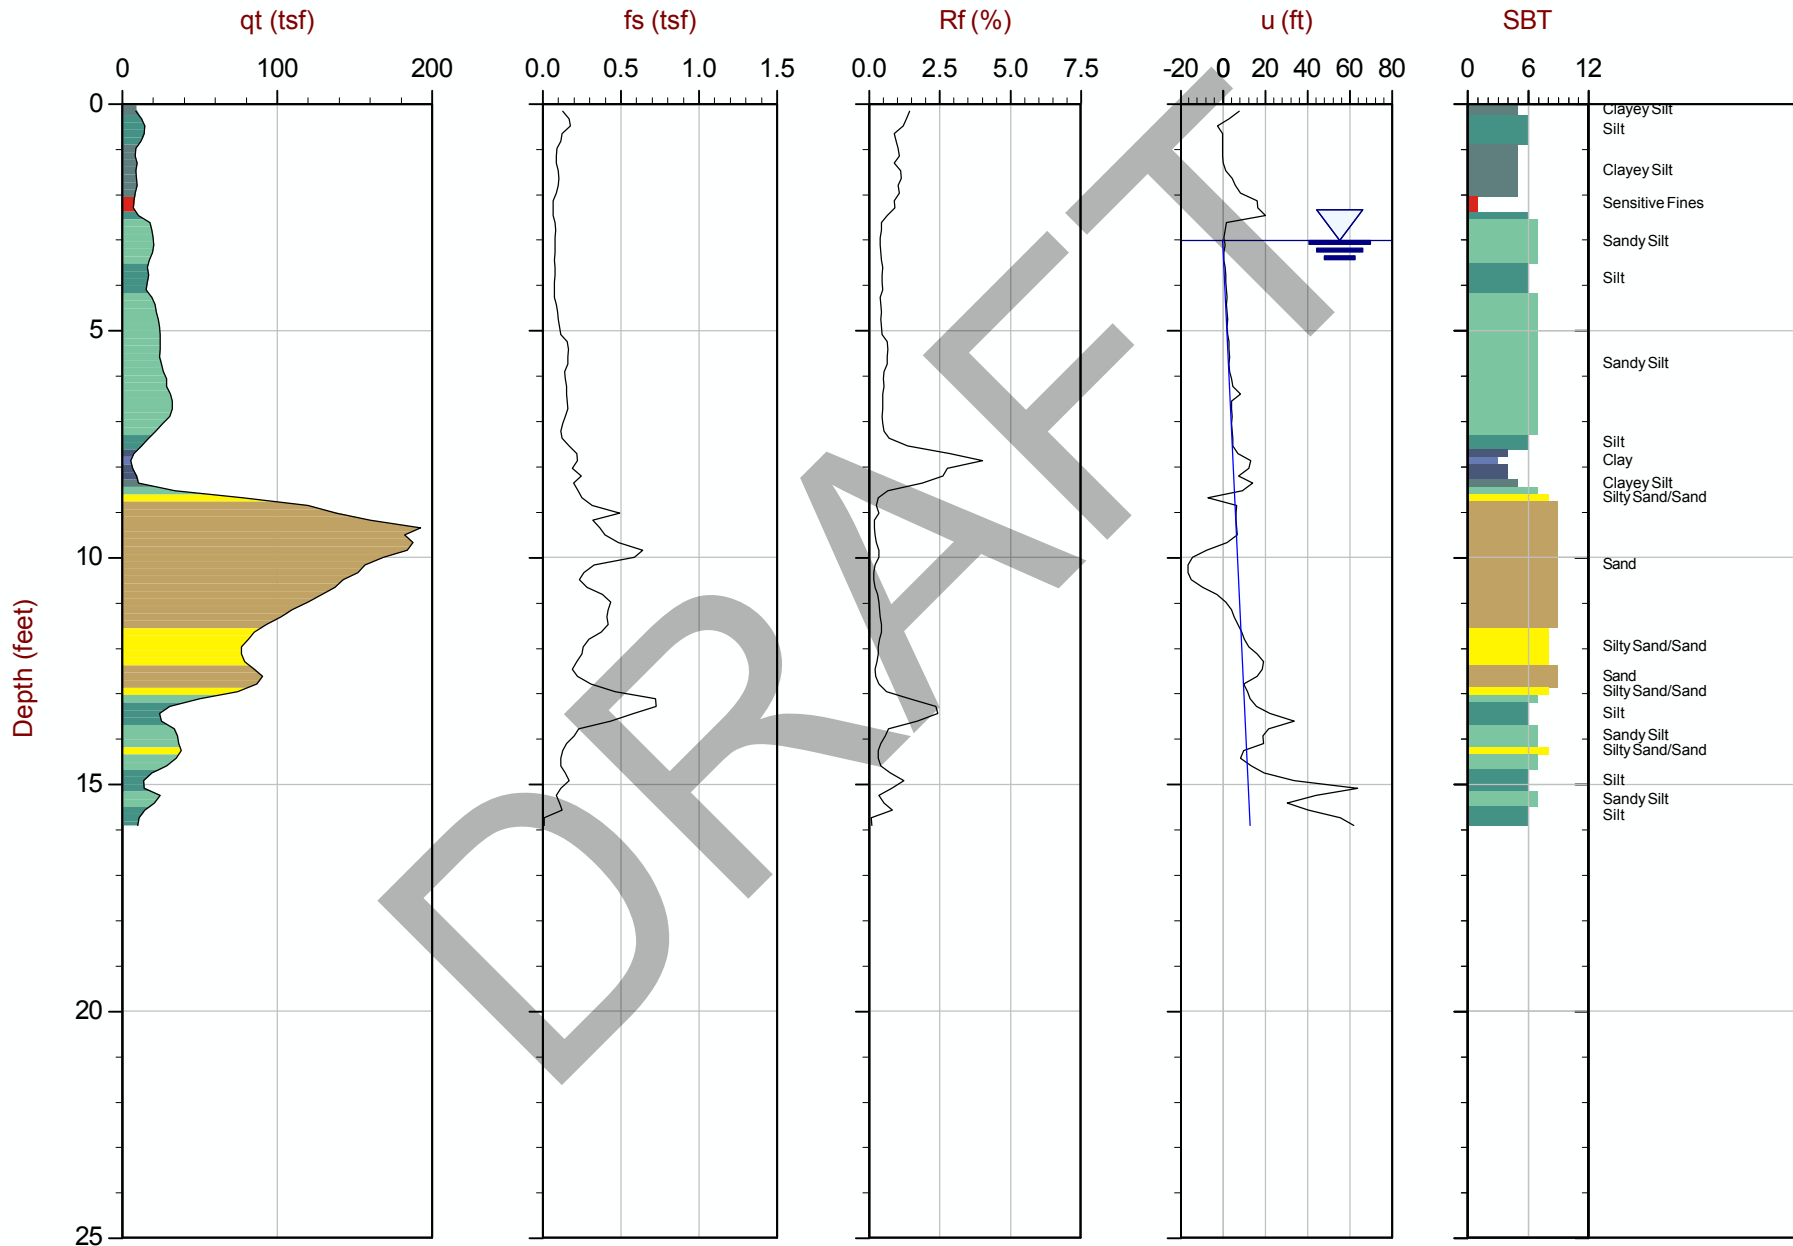 qt (tsf) fs (tsf) Rf (%) u (ft) SBT
0 100 200 0.0 0.5 1.0 1.5 0.0 2.5 5.0 7.5 -20 0 20 40 60 80 0 6 12
0
Clayey Silt
Silt
Clayey Silt
Sensitive Fines
Sandy Silt
Silt
5
Sandy Silt
Silt
Clay
Clayey Silt
Silty Sand/Sand
10
Sand
Silty Sand/Sand
Sand
Silty Sand/Sand
Silt
Sandy Silt
Silty Sand/Sand
Silt
15
Sandy Silt
Silt
20
25
Depth (feet)
DRAFT